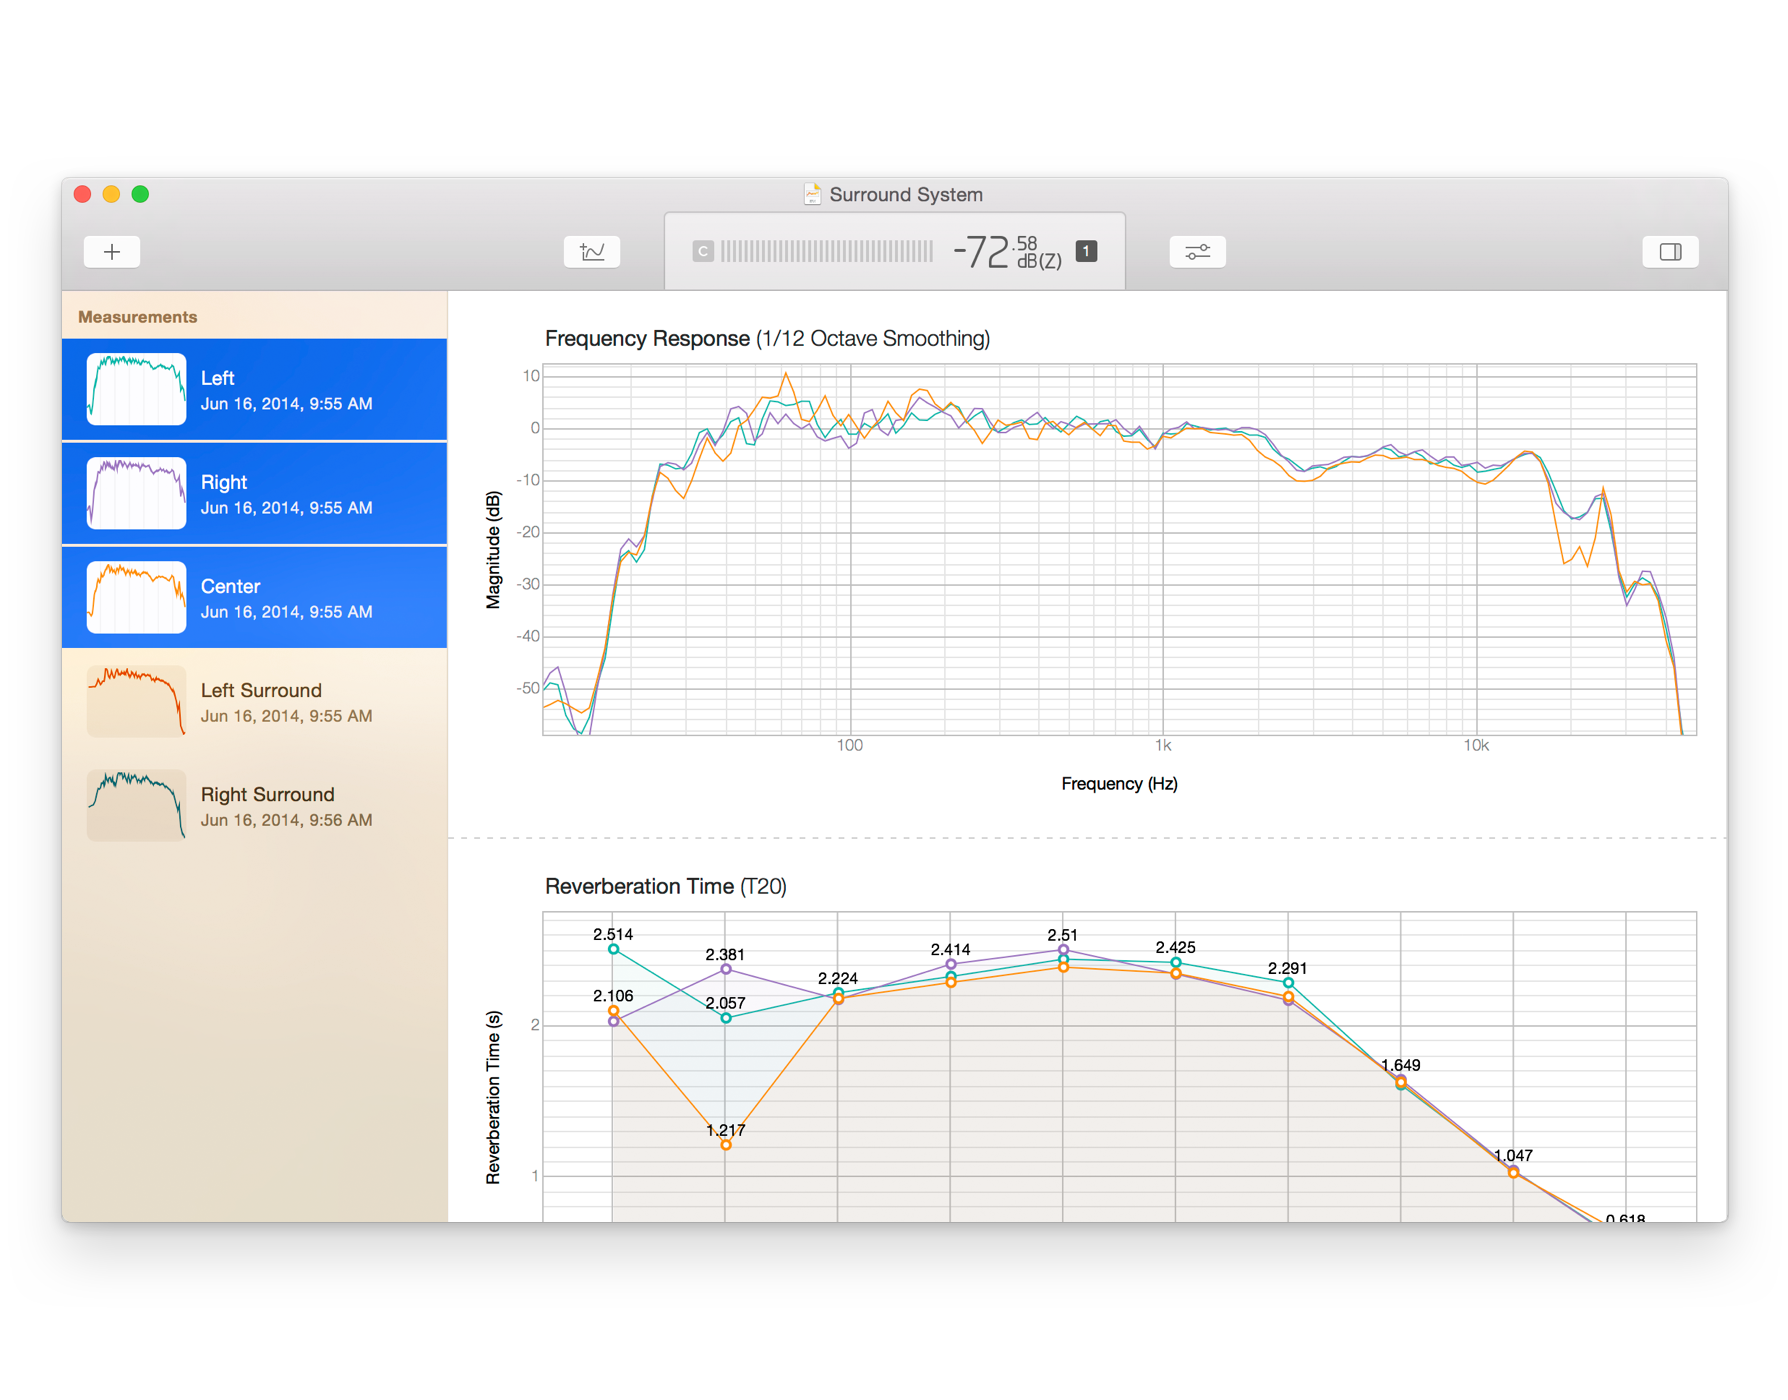 Surround System
C
-72.58 dB(Z)
1
Measurements
Left
Jun 16, 2014, 9:55 AM
Right
Jun 16, 2014, 9:55 AM
Center
Jun 16, 2014, 9:55 AM
Left Surround
Jun 16, 2014, 9:55 AM
Right Surround
Jun 16, 2014, 9:56 AM
Frequency Response (1/12 Octave Smoothing)
Magnitude (dB)
10
0
-10
-20
-30
-40
-50
100 1k 10k
Frequency (Hz)
Reverberation Time (T20)
Reverberation Time (s)
2
1
2.514
2.106
2.381
2.057
1.217
2.224
2.414
2.51
2.425
2.291
1.649
1.047
0.618